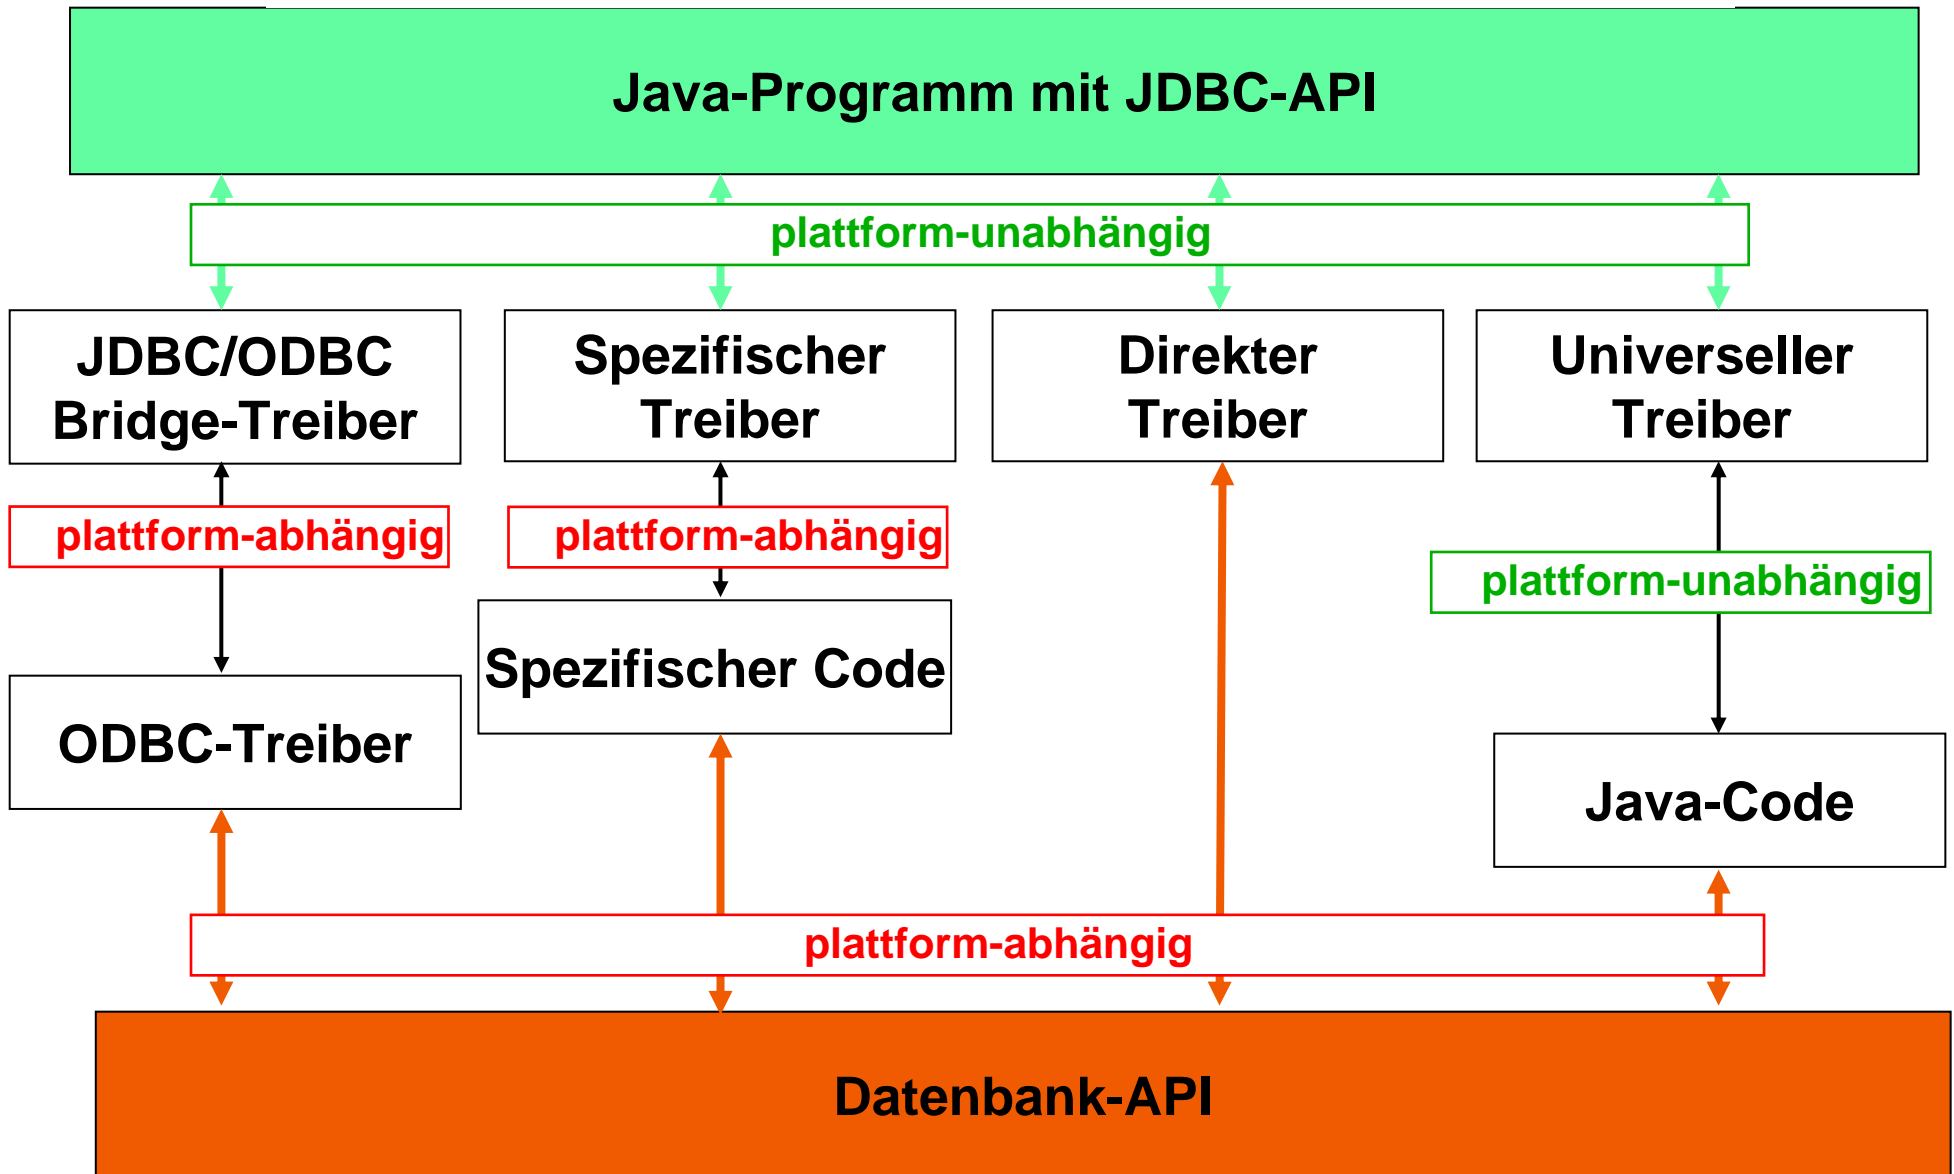 Java-Programm mit JDBC-API
plattform-unabhängig
JDBC/ODBC
Bridge-Treiber
Spezifischer
Treiber
Direkter
Treiber
Universeller
Treiber
plattform-abhängig
plattform-abhängig
plattform-unabhängig
Spezifischer Code
ODBC-Treiber
Java-Code
plattform-abhängig
Datenbank-API